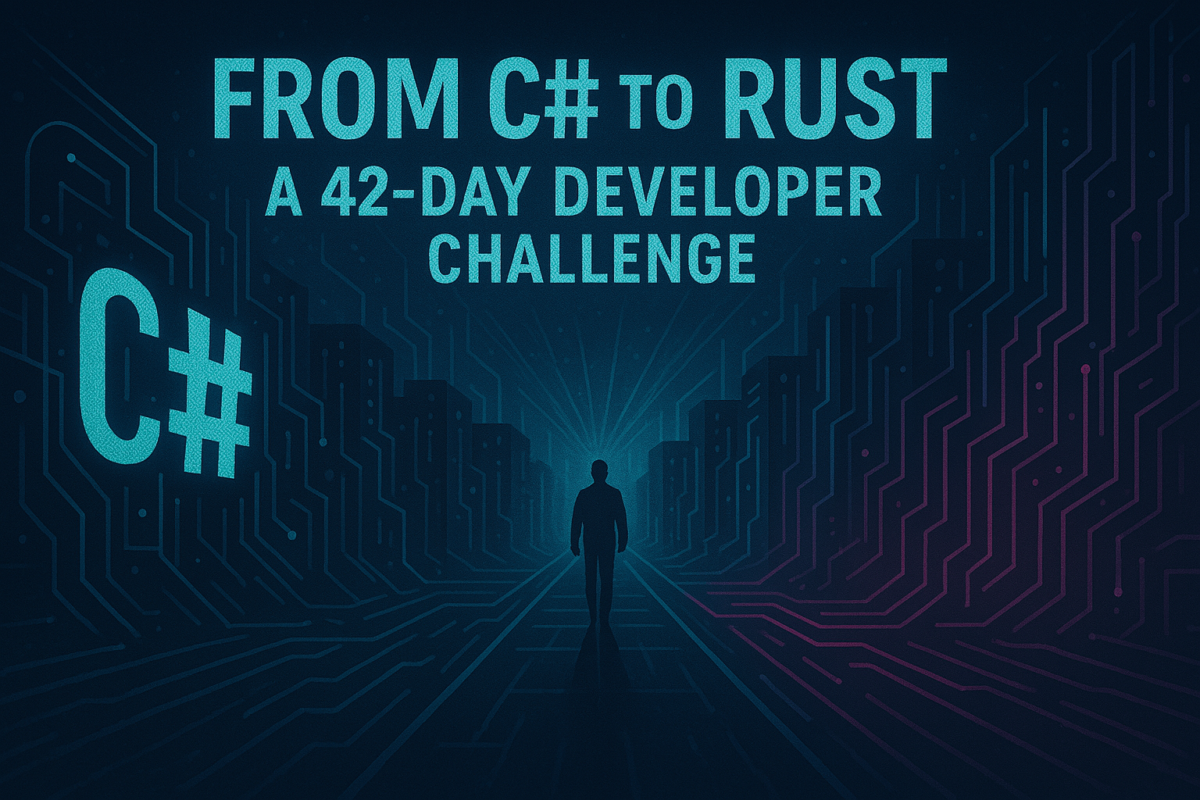 FROM C# TO RUST
A 42-DAY DEVELOPER
CHALLENGE
C#